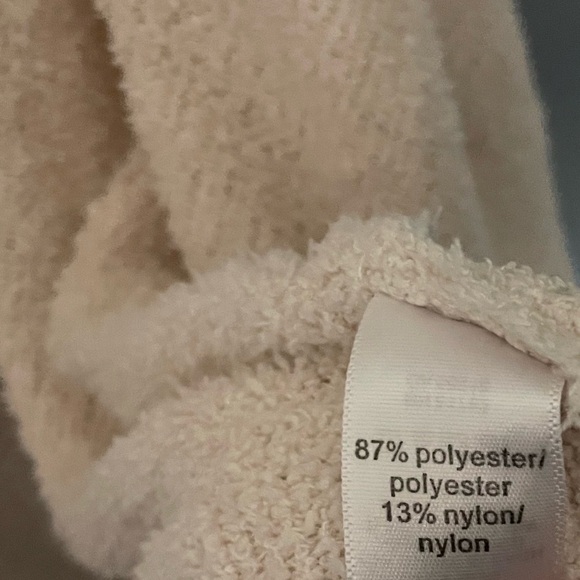 87% polyester/
polyester
13% nylon/
nylon